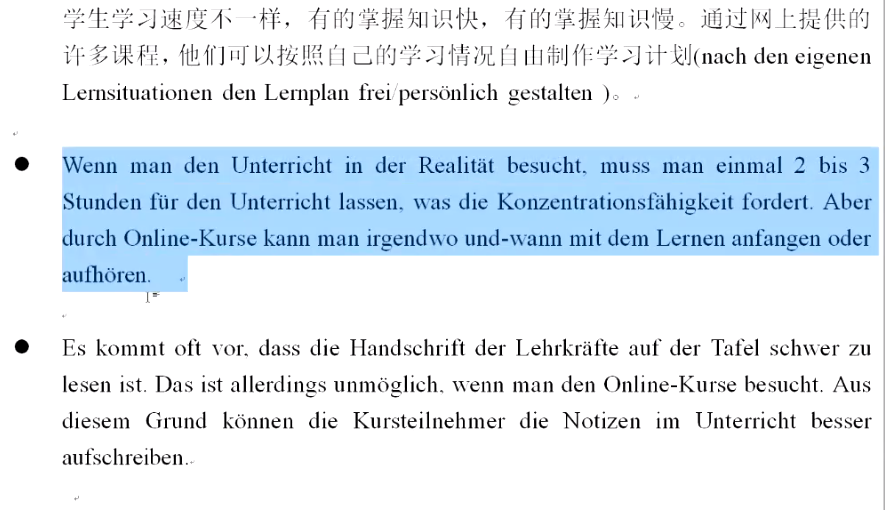 学生学习速度不一样，有的掌握知识快，有的掌握知识慢。通过网上提供的
许多课程，他们可以按照自己的学习情况自由制作学习计划(nach den eigenen
Lernsituationen den Lernplan frei/persönlich gestalten )。
● Wenn man den Unterricht in der Realität besucht, muss man einmal 2 bis 3
Stunden für den Unterricht lassen, was die Konzentrationsfähigkeit fordert. Aber
durch Online-Kurse kann man irgendwo und-wann mit dem Lernen anfangen oder
aufhören.
● Es kommt oft vor, dass die Handschrift der Lehrkräfte auf der Tafel schwer zu
lesen ist. Das ist allerdings unmöglich, wenn man den Online-Kurse besucht. Aus
diesem Grund können die Kursteilnehmer die Notizen im Unterricht besser
aufschreiben.